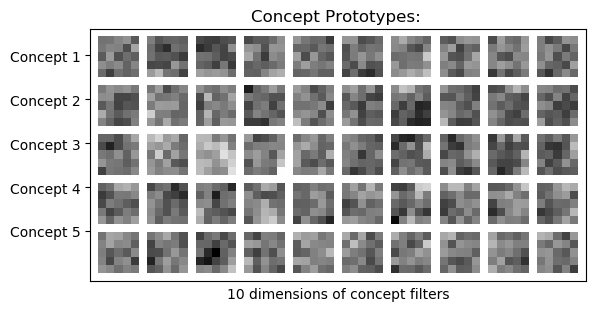 Concept Prototypes:
Concept 1
Concept 2
Concept 3
Concept 4
Concept 5
10 dimensions of concept filters